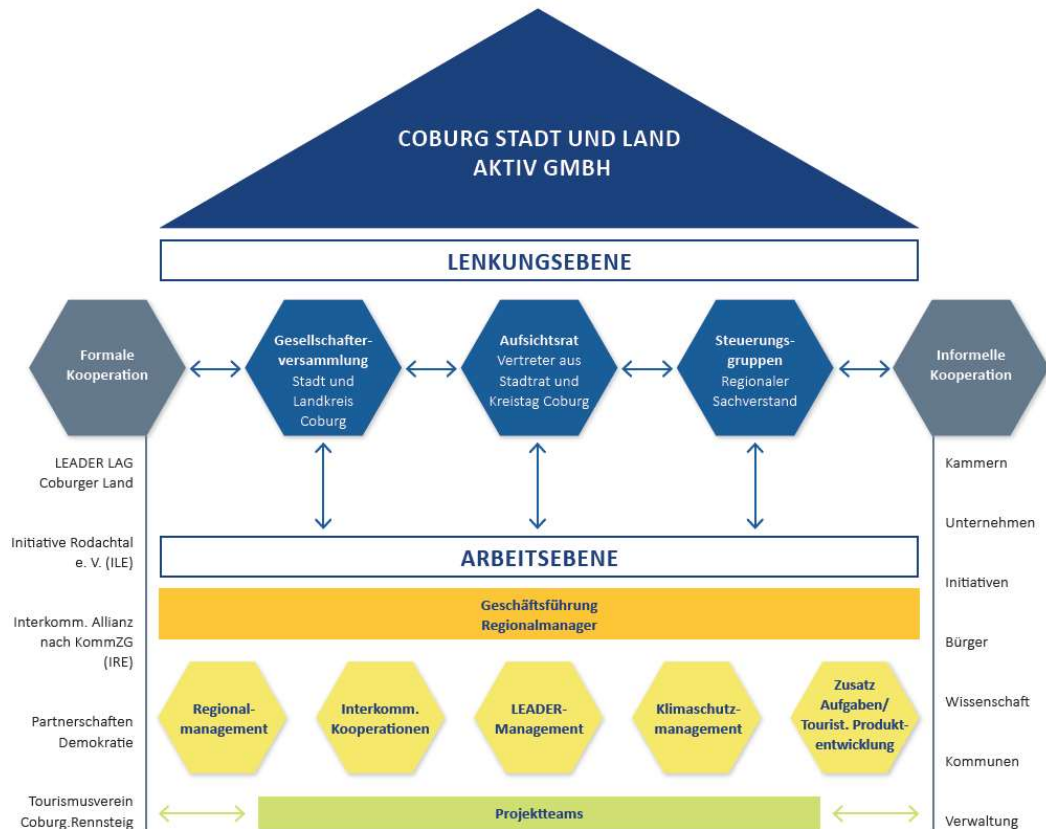 COBURG STADT UND LAND
AKTIV GMBH
LENKUNGSEBENE
Formale
Kooperation
Gesellschafter-
versammlung
Stadt und
Landkreis
Coburg
Aufsichtsrat
Vertreter aus
Stadtrat und
Kreistag Coburg
Steuerungs-
gruppen
Regionaler
Sachverstand
Informelle
Kooperation
LEADER LAG
Coburger Land
Initiative Rodachtal
e. V. (ILE)
Interkomm. Allianz
nach KommZG
(IRE)
Partnerschaften
Demokratie
Tourismusverein
Coburg.Rennsteig
ARBEITSEBENE
Geschäftsführung
Regionalmanager
Regional-
management
Interkomm.
Kooperationen
LEADER-
Management
Klimaschutz-
management
Zusatz
Aufgaben/
Tourist. Produkt-
entwicklung
Projektteams
Kammern
Unternehmen
Initiativen
Bürger
Wissenschaft
Kommunen
Verwaltung